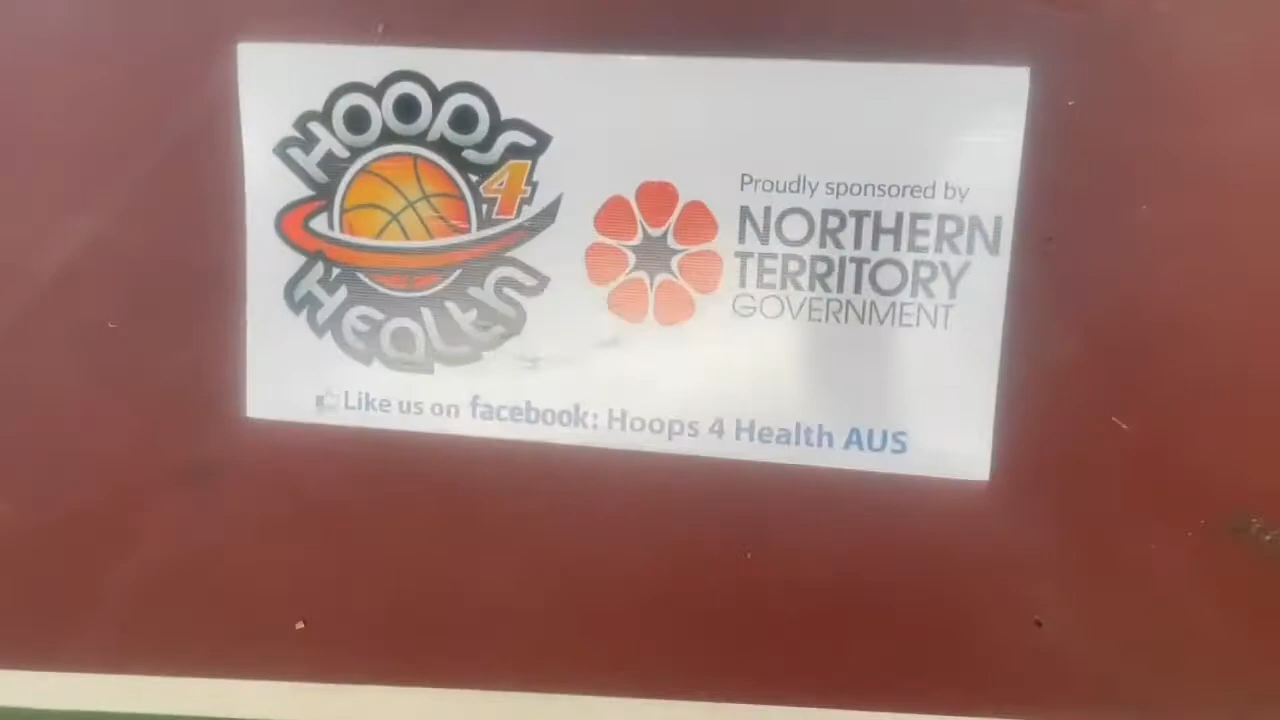 HOOPS
4
HEALTH
Proudly sponsored by
NORTHERN
TERRITORY
GOVERNMENT
Like us on facebook: Hoops 4 Health AUS